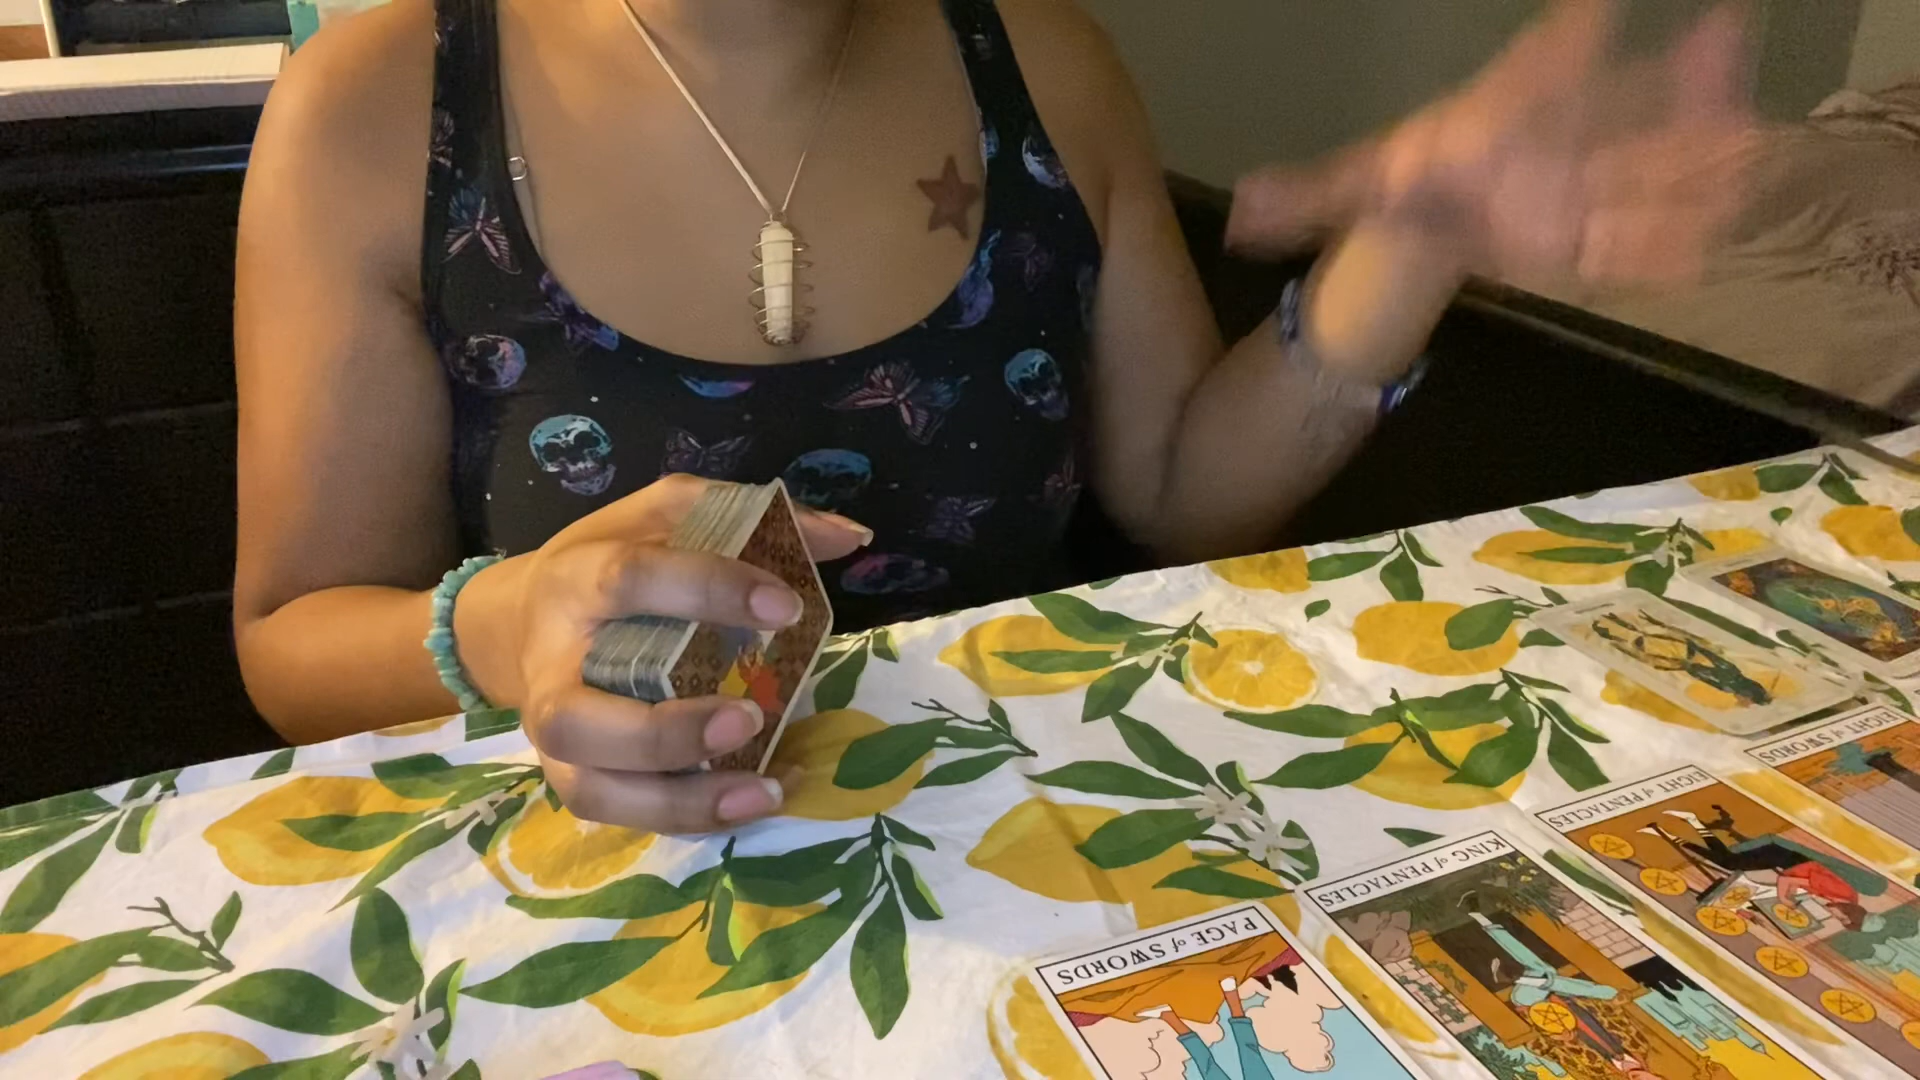 PAGE of SWORDS
KING of PENTACLES
EIGHT of PENTACLES
EIGHT of SWORDS